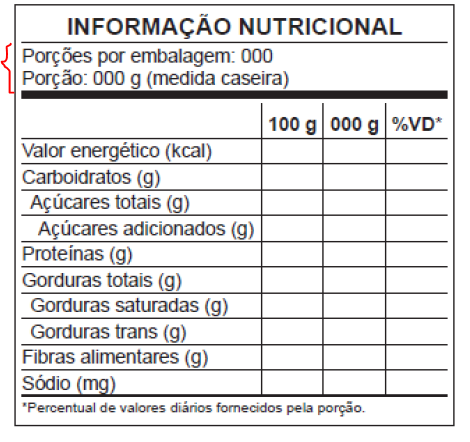 INFORMAÇÃO NUTRICIONAL
Porções por embalagem: 000
Porção: 000 g (medida caseira)
100 g 000 g %VD*
Valor energético (kcal)
Carboidratos (g)
Açúcares totais (g)
Açúcares adicionados (g)
Proteínas (g)
Gorduras totais (g)
Gorduras saturadas (g)
Gorduras trans (g)
Fibras alimentares (g)
Sódio (mg)
*Percentual de valores diários fornecidos pela porção.